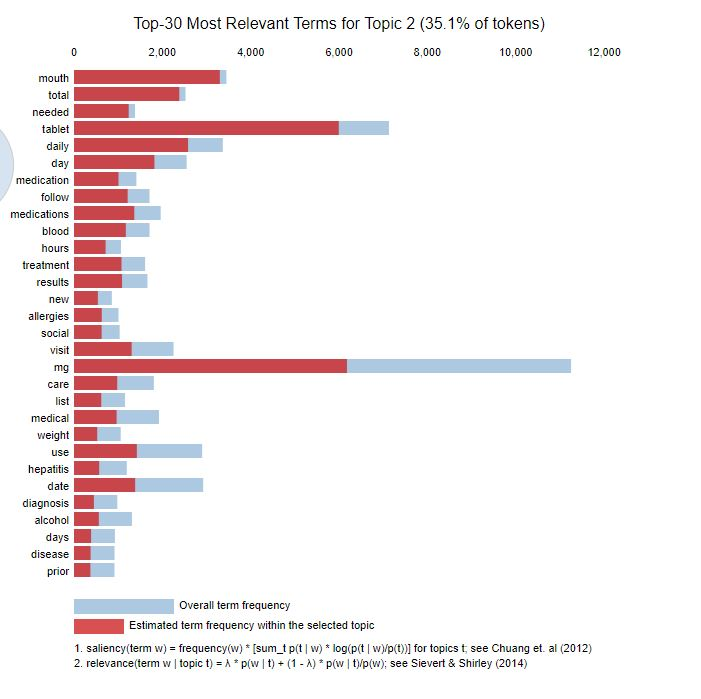 Top-30 Most Relevant Terms for Topic 2 (35.1% of tokens)
0 2,000 4,000 6,000 8,000 10,000 12,000
mouth
total
needed
tablet
daily
day
medication
follow
medications
blood
hours
treatment
results
new
allergies
social
visit
mg
care
list
medical
weight
use
hepatitis
date
diagnosis
alcohol
days
disease
prior
Overall term frequency
Estimated term frequency within the selected topic
1. saliency(term w) = frequency(w) * [sum_t p(t | w) * log(p(t | w)/p(t))] for topics t; see Chuang et. al (2012)
2. relevance(term w | topic t) = λ * p(w | t) + (1 - λ) * p(w | t)/p(w); see Sievert & Shirley (2014)